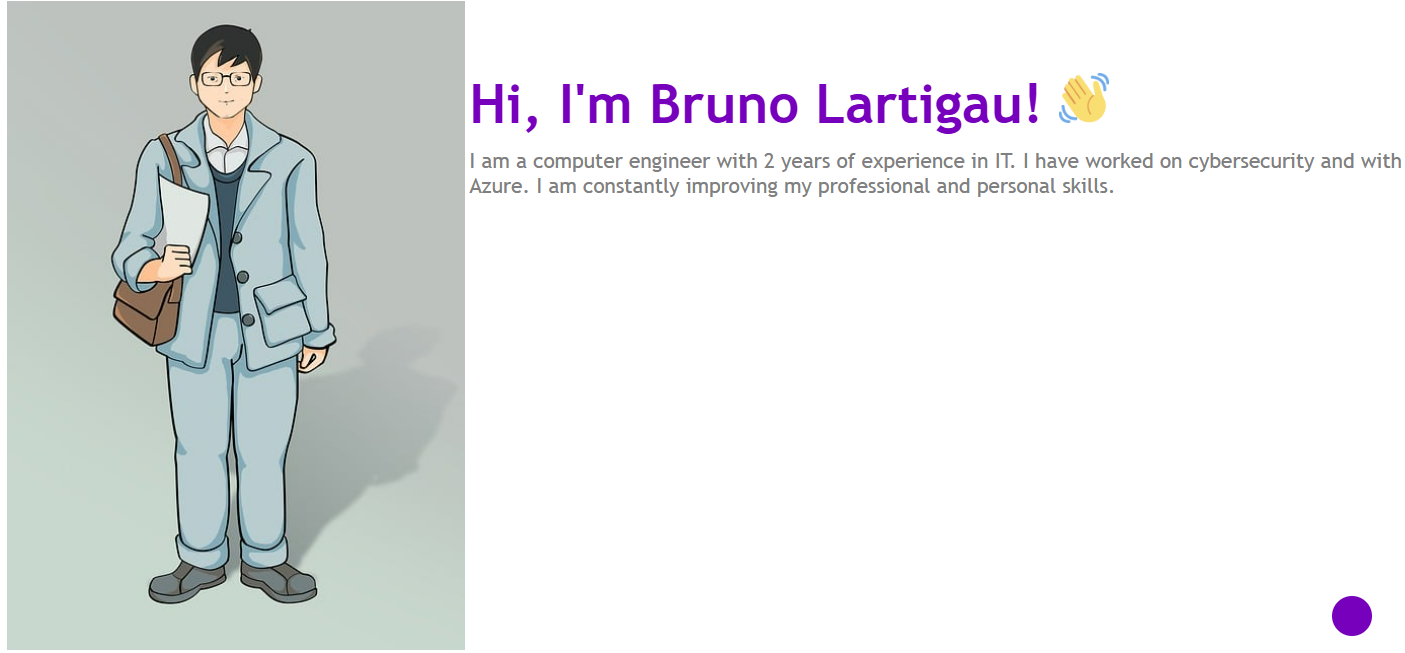 Hi, I'm Bruno Lartigau! 👋
I am a computer engineer with 2 years of experience in IT. I have worked on cybersecurity and with
Azure. I am constantly improving my professional and personal skills.